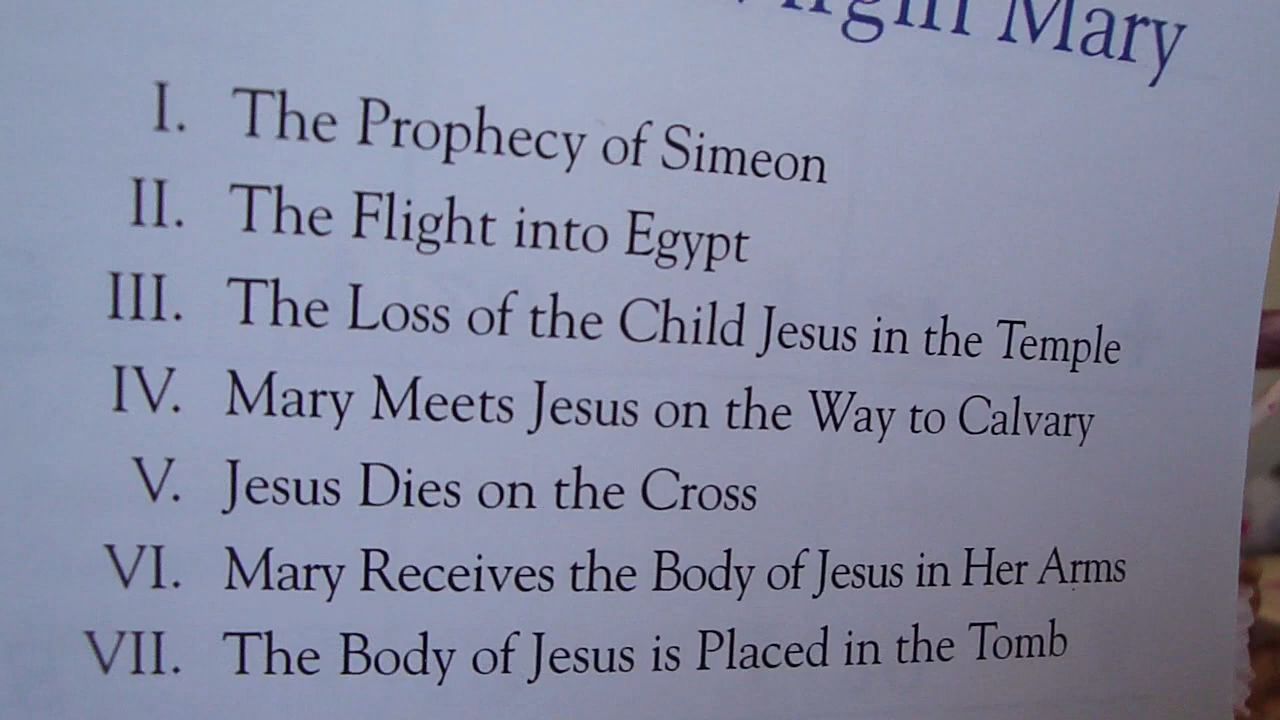 Virgin Mary
I. The Prophecy of Simeon
II. The Flight into Egypt
III. The Loss of the Child Jesus in the Temple
IV. Mary Meets Jesus on the Way to Calvary
V. Jesus Dies on the Cross
VI. Mary Receives the Body of Jesus in Her Arms
VII. The Body of Jesus is Placed in the Tomb